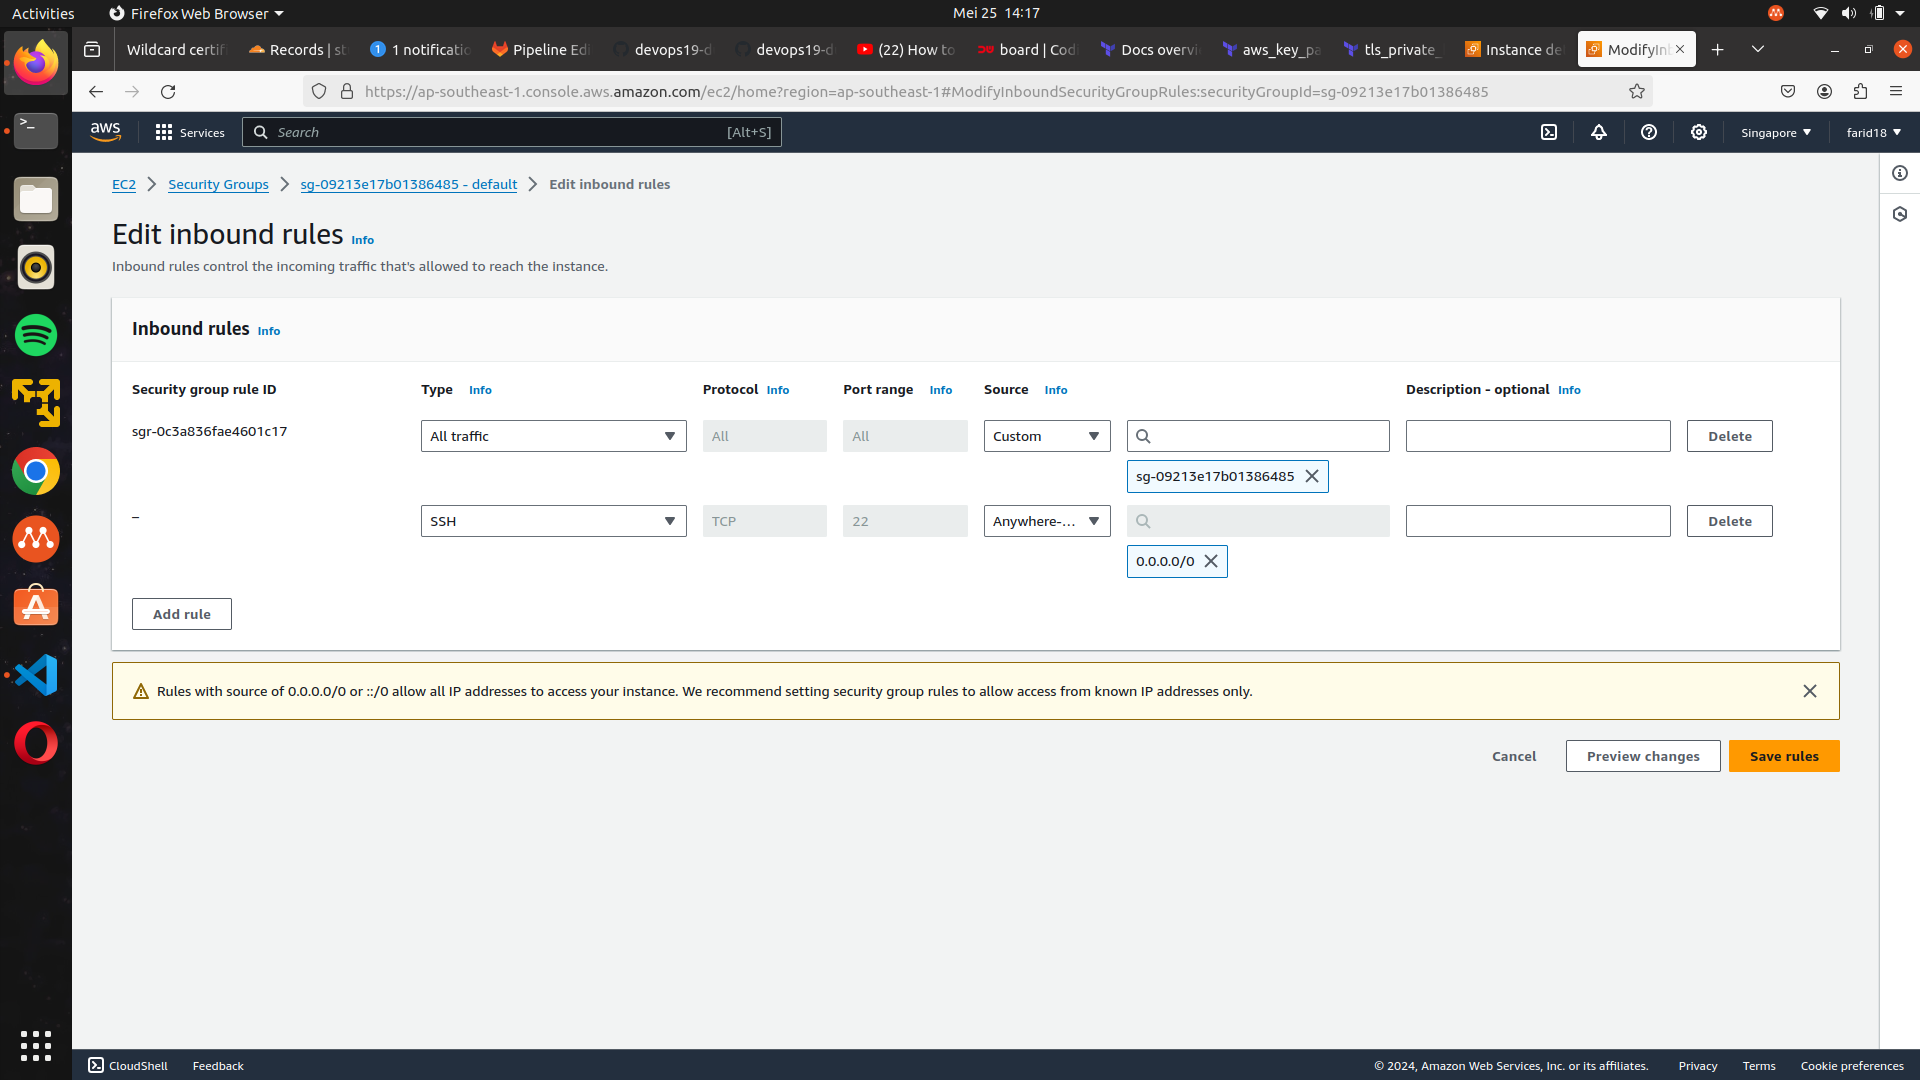 Activities
Firefox Web Browser
Mei 25 14:17
Wildcard certif
Records | st
1 notificatio
Pipeline Edi
devops19-d
devops19-d
(22) How to
board | Codi
Docs overvi
aws_key_pa
tls_private_
Instance de
ModifyInb
https://ap-southeast-1.console.aws.amazon.com/ec2/home?region=ap-southeast-1#ModifyInboundSecurityGroupRules:securityGroupId=sg-09213e17b01386485
aws
Services
Search
[Alt+S]
Singapore
farid18
EC2
Security Groups
sg-09213e17b01386485 - default
Edit inbound rules
Edit inbound rules Info
Inbound rules control the incoming traffic that's allowed to reach the instance.
Inbound rules Info
Security group rule ID
Type Info
Protocol Info
Port range Info
Source Info
Description - optional Info
sgr-0c3a836fae4601c17
All traffic
All
All
Custom
Delete
sg-09213e17b01386485
–
SSH
TCP
22
Anywhere-...
Delete
0.0.0.0/0
Add rule
Rules with source of 0.0.0.0/0 or ::/0 allow all IP addresses to access your instance. We recommend setting security group rules to allow access from known IP addresses only.
Cancel
Preview changes
Save rules
CloudShell
Feedback
© 2024, Amazon Web Services, Inc. or its affiliates.
Privacy
Terms
Cookie preferences